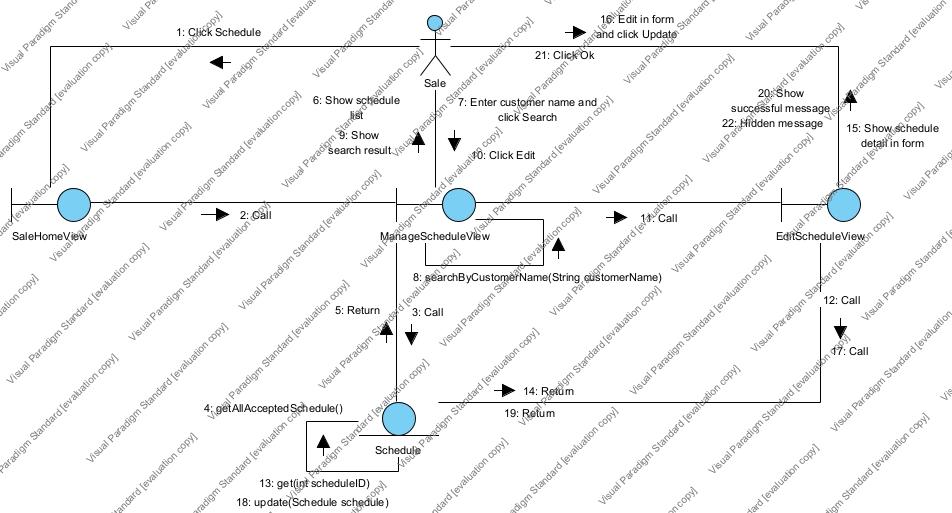 16: Edit in form
and click Update
1: Click Schedule
21: Click Ok
Sale
6: Show schedule
list
7: Enter customer name and
click Search
20: Show
successful message
22: Hidden message
9: Show
search result
15: Show schedule
detail in form
10: Click Edit
2: Call
11: Call
SaleHomeView
ManageScheduleView
EditScheduleView
8: searchByCustomerName(String customerName)
12: Call
5: Return
3: Call
17: Call
14: Return
4: getAllAcceptedSchedule()
19: Return
Schedule
13: get(int scheduleID)
18: update(Schedule schedule)
Visual Paradigm Standard [evaluation copy]